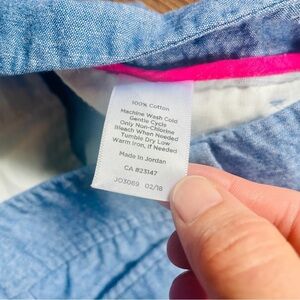 100% Cotton
Machine Wash Cold
Gentle Cycle
Only Non-Chlorine
Bleach When Needed
Tumble Dry Low
Warm Iron, If Needed
Made in Jordan
CA #23147
JO3069 02/18